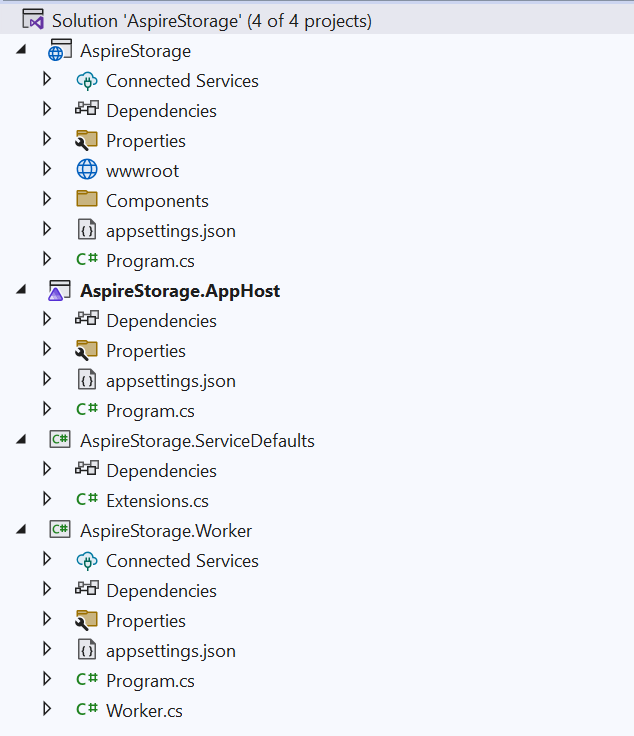 Solution 'AspireStorage' (4 of 4 projects)
AspireStorage
Connected Services
Dependencies
Properties
wwwroot
Components
appsettings.json
C# Program.cs
AspireStorage.AppHost
Dependencies
Properties
appsettings.json
C# Program.cs
C# AspireStorage.ServiceDefaults
Dependencies
C# Extensions.cs
C# AspireStorage.Worker
Connected Services
Dependencies
Properties
appsettings.json
C# Program.cs
C# Worker.cs